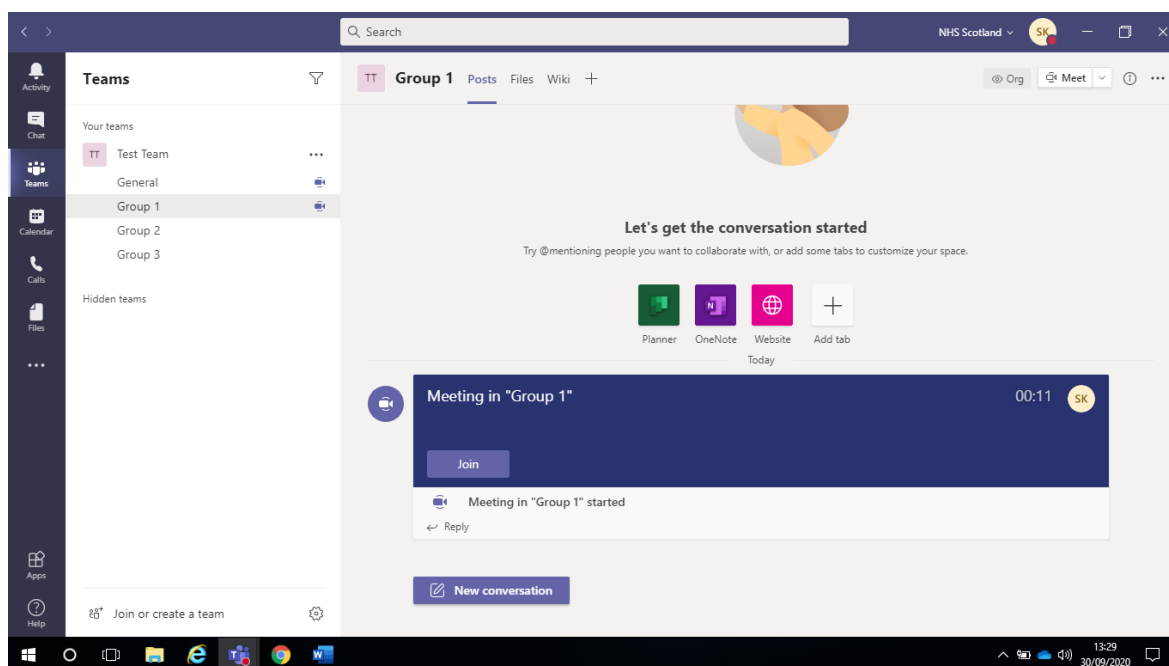 Search
NHS Scotland
SK
Activity
Chat
Teams
Calendar
Calls
Files
Apps
Help
Teams
Your teams
TT Test Team
General
Group 1
Group 2
Group 3
Hidden teams
Join or create a team
TT Group 1 Posts Files Wiki
Org Meet
Let's get the conversation started
Try @mentioning people you want to collaborate with, or add some tabs to customize your space.
Planner OneNote Website Add tab
Today
Meeting in "Group 1" 00:11 SK
Join
Meeting in "Group 1" started
Reply
New conversation
13:29
30/09/2020